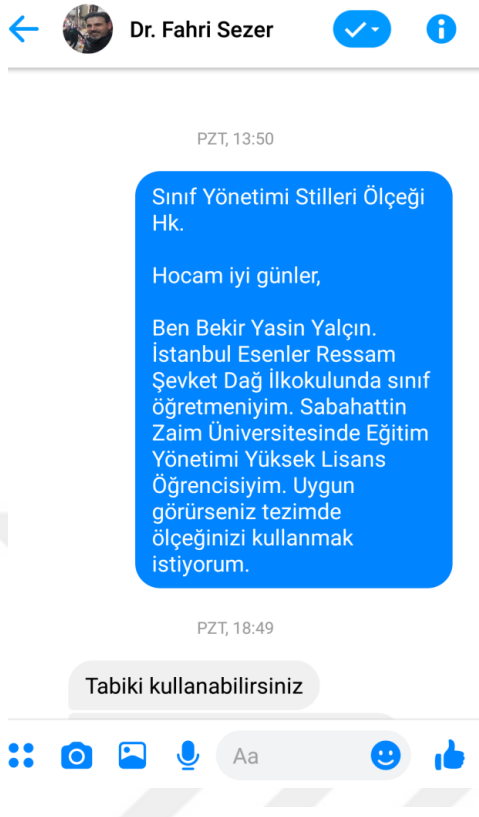 Dr. Fahri Sezer
PZT, 13:50
Sınıf Yönetimi Stilleri Ölçeği
Hk.
Hocam iyi günler,
Ben Bekir Yasin Yalçın.
İstanbul Esenler Ressam
Şevket Dağ İlkokulunda sınıf
öğretmeniyim. Sabahattin
Zaim Üniversitesinde Eğitim
Yönetimi Yüksek Lisans
Öğrencisiyim. Uygun
görürseniz tezimde
ölçeğinizi kullanmak
istiyorum.
PZT, 18:49
Tabiki kullanabilirsiniz
Aa